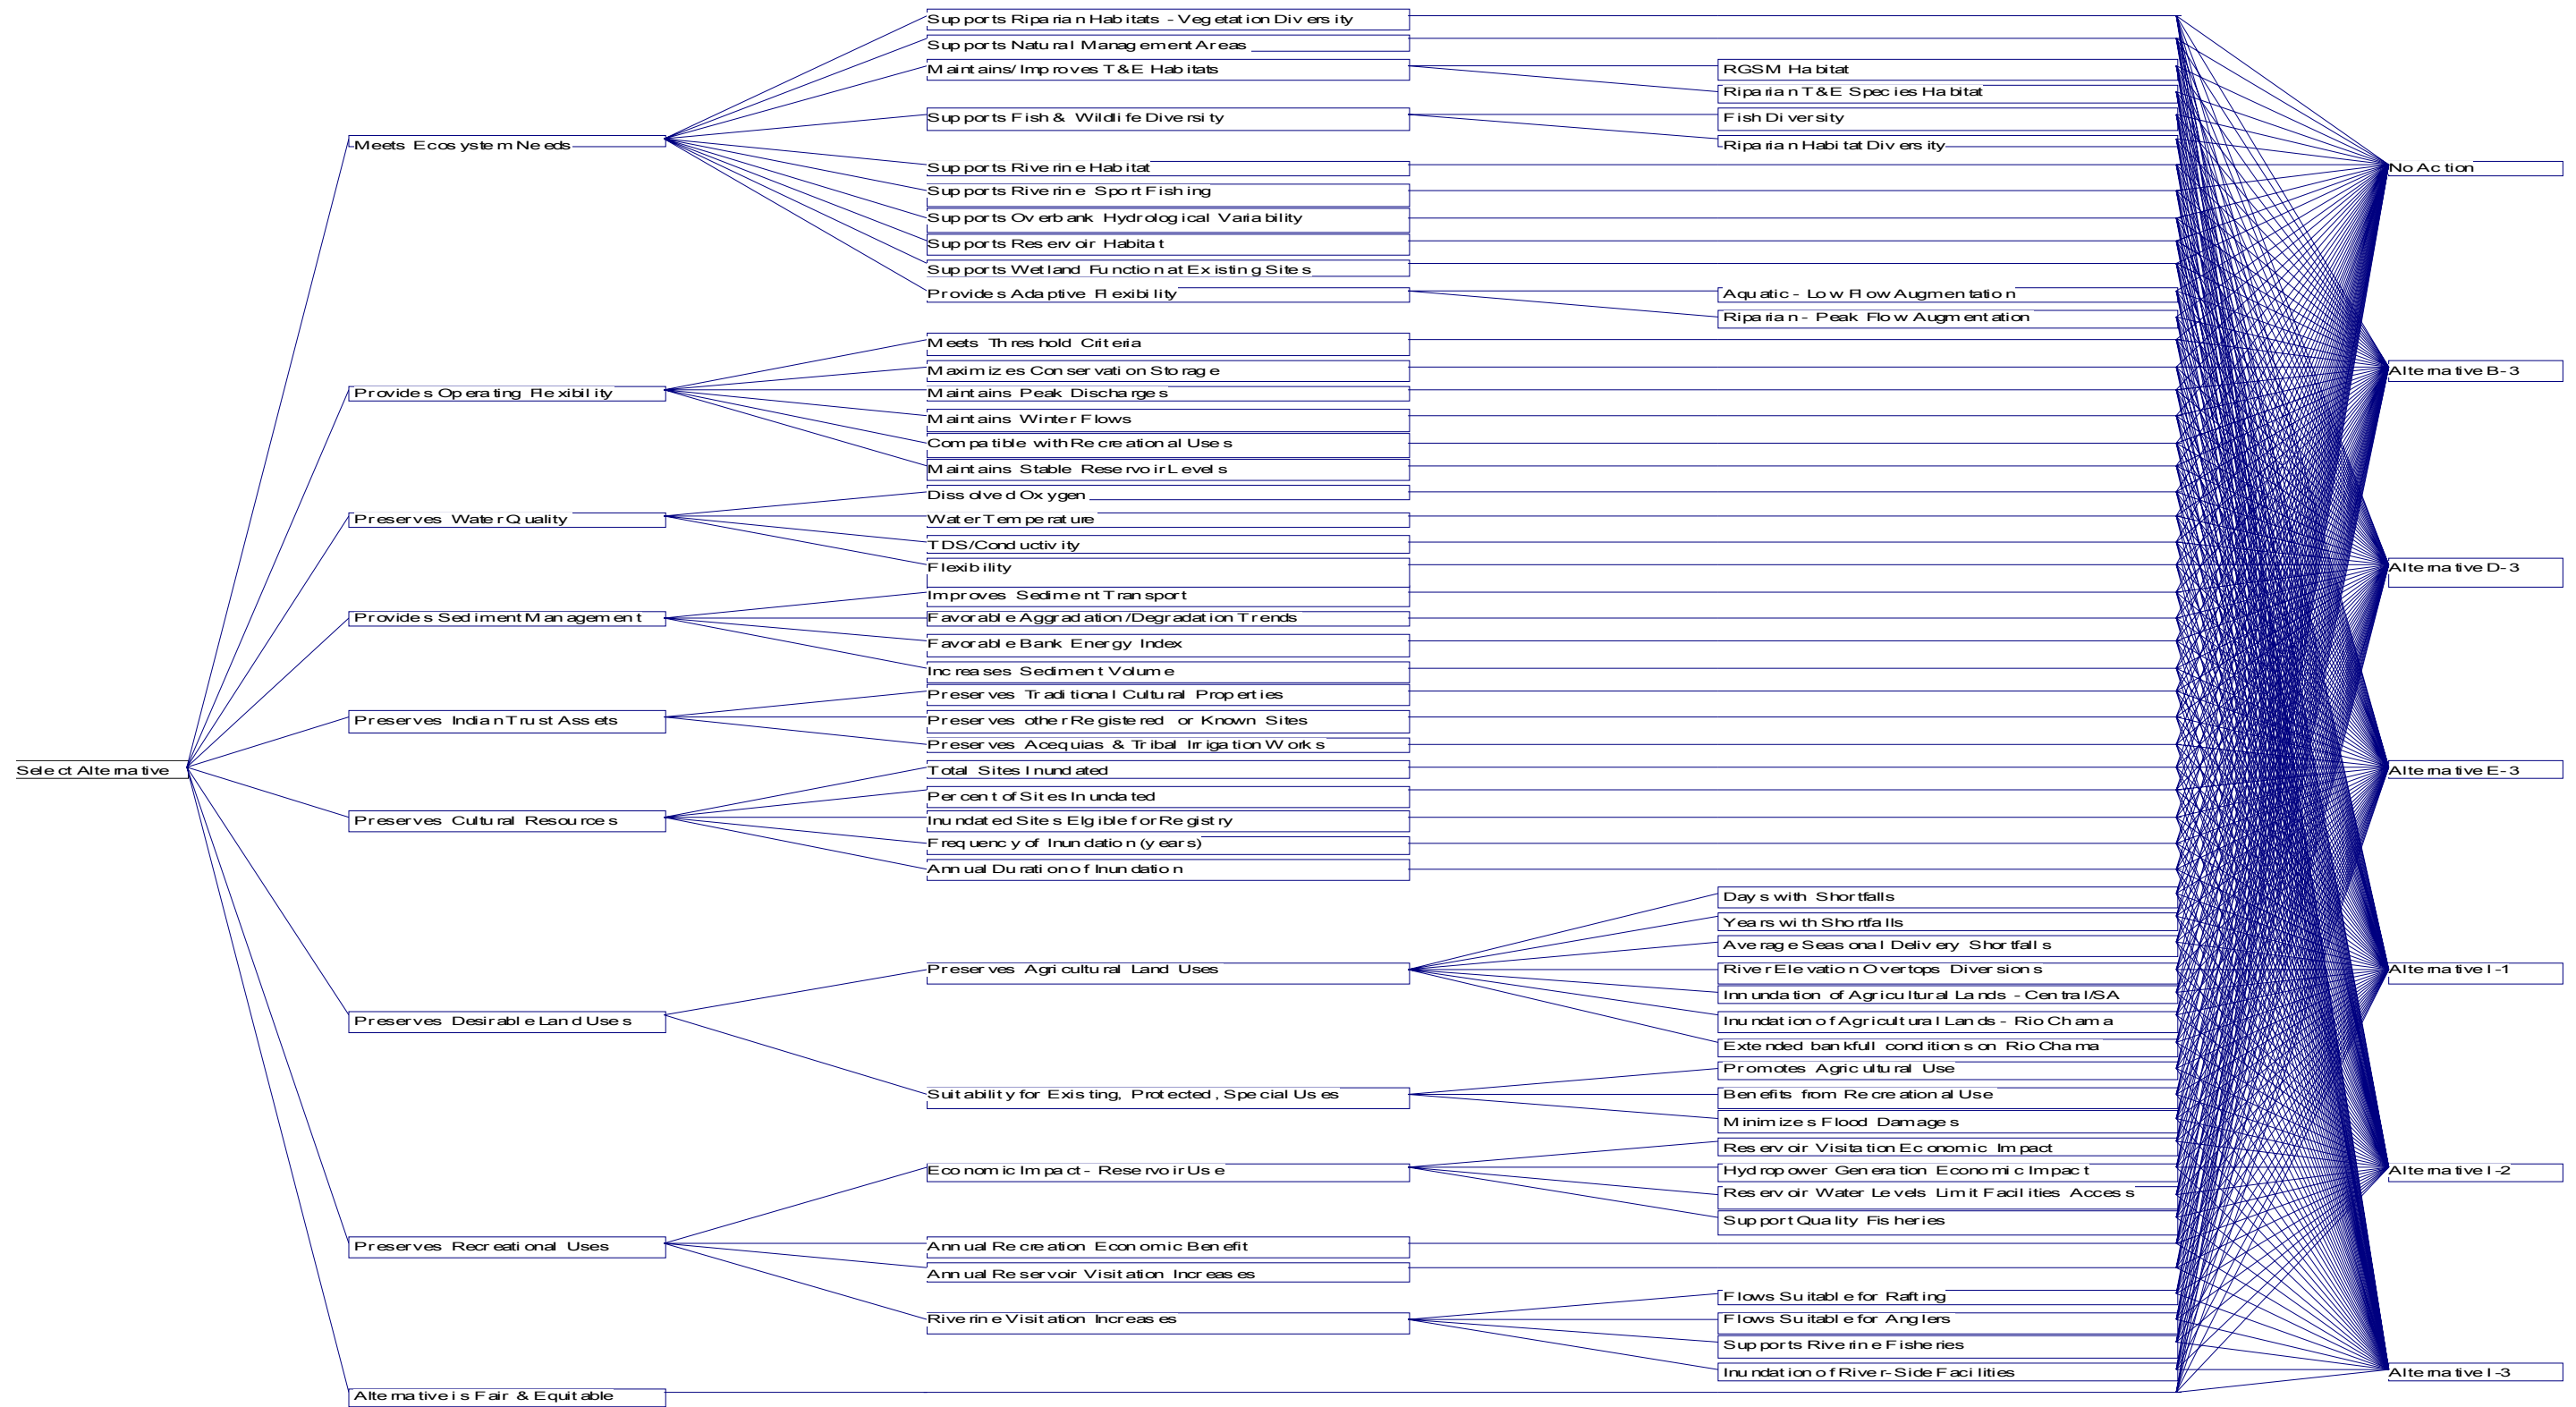 Select Alternative
Meets Ecosystem Needs
Provides Operating Flexibility
Preserves Water Quality
Provides Sediment Management
Preserves Indian Trust Assets
Preserves Cultural Resources
Preserves Desirable Land Uses
Preserves Recreational Uses
Alternative is Fair & Equitable
Supports Riparian Habitats - Vegetation Diversity
Supports Natural Management Areas
Maintains/Improves T&E Habitats
Supports Fish & Wildlife Diversity
Supports Riverine Habitat
Supports Riverine Sport Fishing
Supports Overbank Hydrological Variability
Supports Reservoir Habitat
Supports Wetland Function at Existing Sites
Provides Adaptive Flexibility
Meets Threshold Criteria
Maximizes Conservation Storage
Maintains Peak Discharges
Maintains Winter Flows
Compatible with Recreational Uses
Maintains Stable Reservoir Levels
Dissolved Oxygen
Water Temperature
TDS/Conductivity
Flexibility
Improves Sediment Transport
Favorable Aggradation/Degradation Trends
Favorable Bank Energy Index
Increases Sediment Volume
Preserves Traditional Cultural Properties
Preserves other Registered or Known Sites
Preserves Acequias & Tribal Irrigation Works
Total Sites Inundated
Percent of Sites Inundated
Inundated Sites Elgible for Registry
Frequency of Inundation (years)
Annual Duration of Inundation
Preserves Agricultural Land Uses
Suitability for Existing, Protected, Special Uses
Economic Impact - Reservoir Use
Annual Recreation Economic Benefit
Annual Reservoir Visitation Increases
Riverine Visitation Increases
RGSM Habitat
Riparian T&E Species Habitat
Fish Diversity
Riparian Habitat Diversity
Aquatic - Low Flow Augmentation
Riparian - Peak Flow Augmentation
Days with Shortfalls
Years with Shortfalls
Average Seasonal Delivery Shortfalls
River Elevation Overtops Diversions
Innundation of Agricultural Lands - Central/SA
Inundation of Agricultural Lands - Rio Chama
Extended bankfull conditions on Rio Chama
Promotes Agricultural Use
Benefits from Recreational Use
Minimizes Flood Damages
Reservoir Visitation Economic Impact
Hydropower Generation Economic Impact
Reservoir Water Levels Limit Facilities Access
Support Quality Fisheries
Flows Suitable for Rafting
Flows Suitable for Anglers
Supports Riverine Fisheries
Inundation of River-Side Facilities
No Action
Alternative B-3
Alternative D-3
Alternative E-3
Alternative I-1
Alternative I-2
Alternative I-3